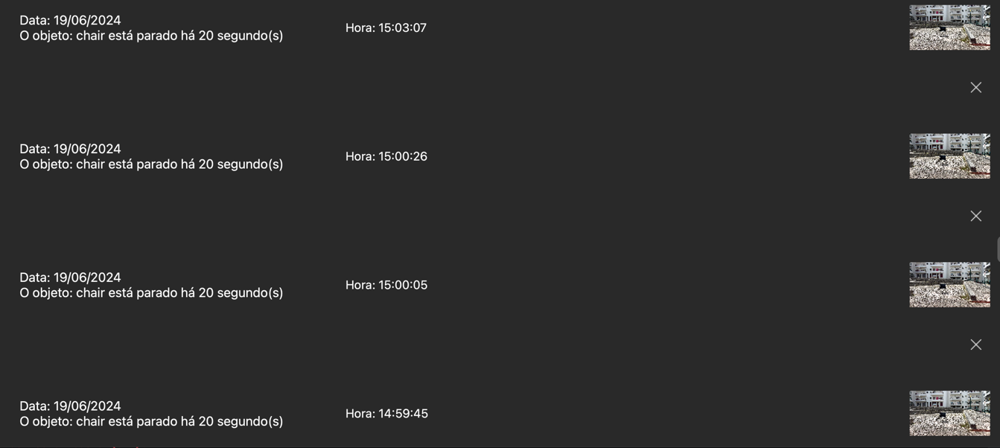 Data: 19/06/2024
O objeto: chair está parado há 20 segundo(s)
Hora: 15:03:07
Data: 19/06/2024
O objeto: chair está parado há 20 segundo(s)
Hora: 15:00:26
Data: 19/06/2024
O objeto: chair está parado há 20 segundo(s)
Hora: 15:00:05
Data: 19/06/2024
O objeto: chair está parado há 20 segundo(s)
Hora: 14:59:45